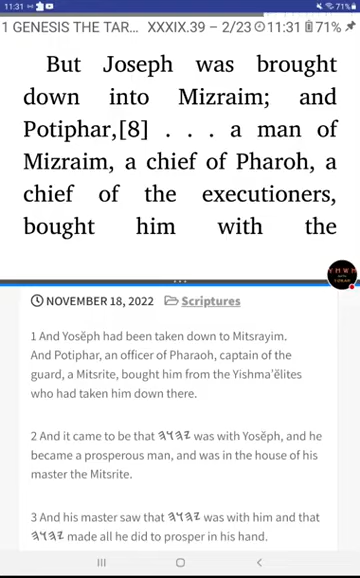 11:31
71%
1 GENESIS THE TAR... XXXIX.39 – 2/23 11:31 71%
But Joseph was brought
down into Mizraim; and
Potiphar,[8] . . . a man of
Mizraim, a chief of Pharoh, a
chief of the executioners,
bought him with the
NOVEMBER 18, 2022 Scriptures
1 And Yosĕph had been taken down to Mitsrayim.
And Potiphar, an officer of Pharaoh, captain of the
guard, a Mitsrite, bought him from the Yishma‛ĕlites
who had taken him down there.
2 And it came to be that 𐤉𐤄𐤅𐤄 was with Yosĕph, and he
became a prosperous man, and was in the house of his
master the Mitsrite.
3 And his master saw that 𐤉𐤄𐤅𐤄 was with him and that
𐤉𐤄𐤅𐤄 made all he did to prosper in his hand.